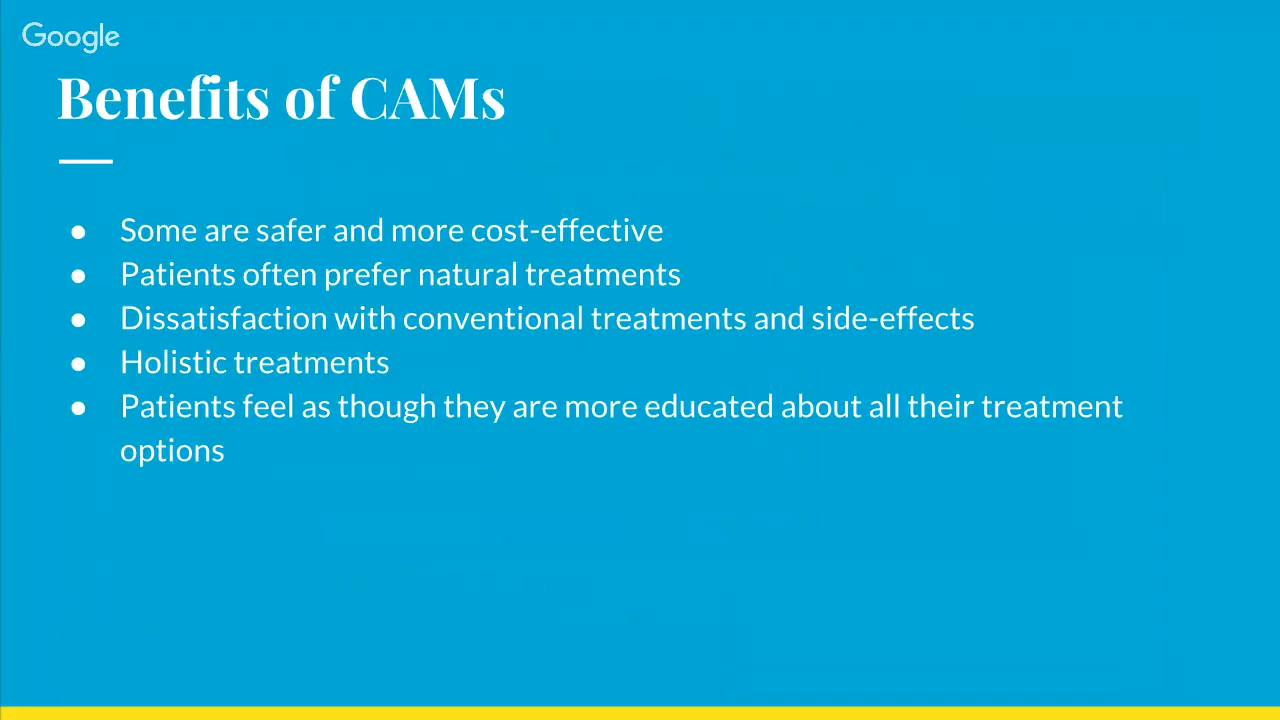 Google
Benefits of CAMs
● Some are safer and more cost-effective
● Patients often prefer natural treatments
● Dissatisfaction with conventional treatments and side-effects
● Holistic treatments
● Patients feel as though they are more educated about all their treatment
options